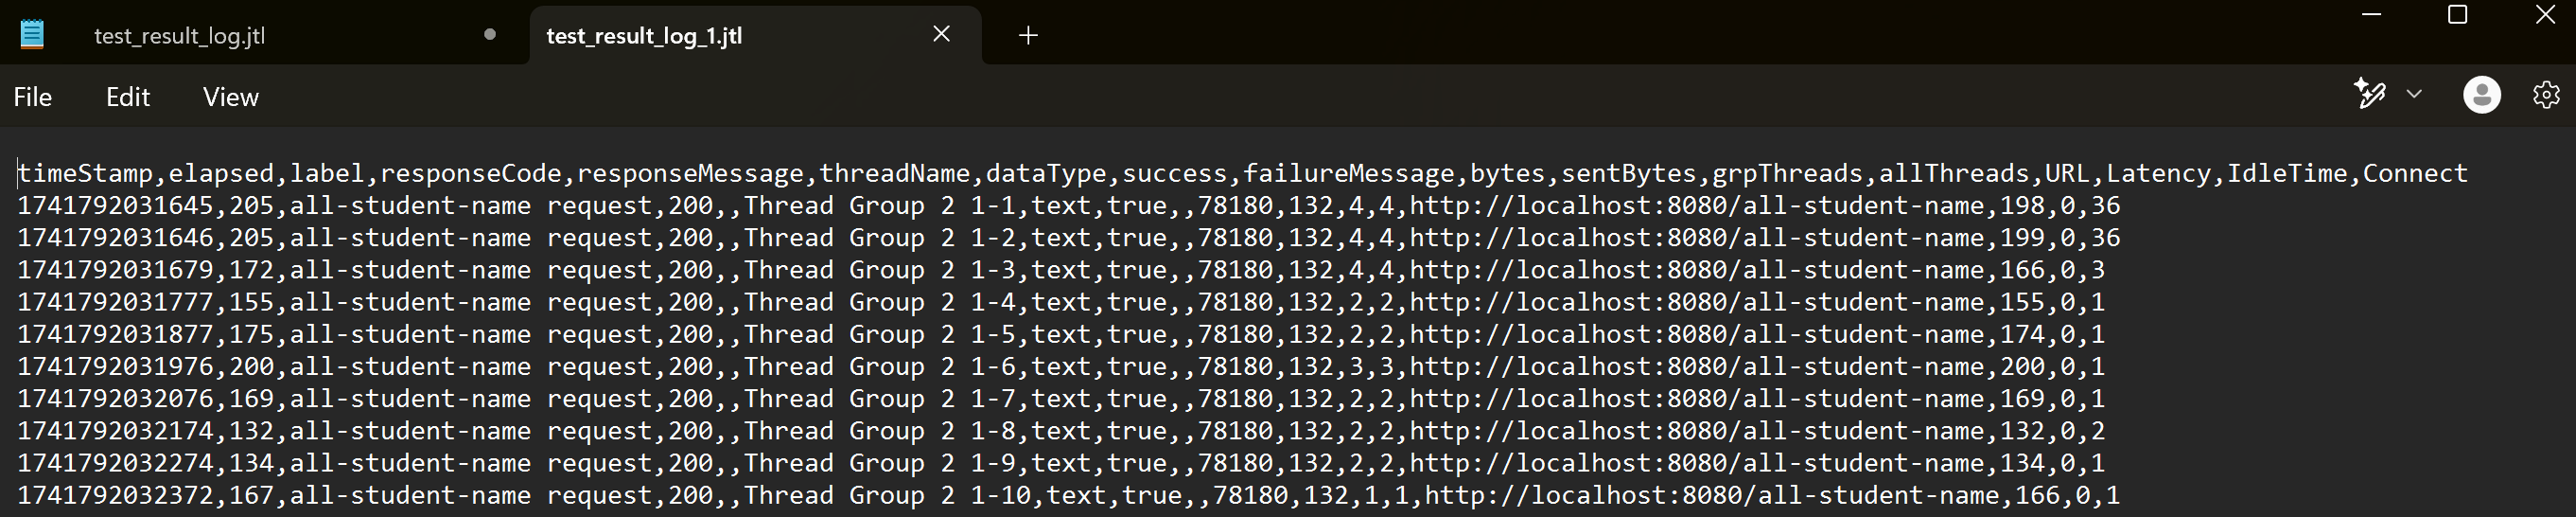 test_result_log.jtl
test_result_log_1.jtl
File Edit View
timeStamp,elapsed,label,responseCode,responseMessage,threadName,dataType,success,failureMessage,bytes,sentBytes,grpThreads,allThreads,URL,Latency,IdleTime,Connect
1741792031645,205,all-student-name request,200,,Thread Group 2 1-1,text,true,,78180,132,4,4,http://localhost:8080/all-student-name,198,0,36
1741792031646,205,all-student-name request,200,,Thread Group 2 1-2,text,true,,78180,132,4,4,http://localhost:8080/all-student-name,199,0,36
1741792031679,172,all-student-name request,200,,Thread Group 2 1-3,text,true,,78180,132,4,4,http://localhost:8080/all-student-name,166,0,3
1741792031777,155,all-student-name request,200,,Thread Group 2 1-4,text,true,,78180,132,2,2,http://localhost:8080/all-student-name,155,0,1
1741792031877,175,all-student-name request,200,,Thread Group 2 1-5,text,true,,78180,132,2,2,http://localhost:8080/all-student-name,174,0,1
1741792031976,200,all-student-name request,200,,Thread Group 2 1-6,text,true,,78180,132,3,3,http://localhost:8080/all-student-name,200,0,1
1741792032076,169,all-student-name request,200,,Thread Group 2 1-7,text,true,,78180,132,2,2,http://localhost:8080/all-student-name,169,0,1
1741792032174,132,all-student-name request,200,,Thread Group 2 1-8,text,true,,78180,132,2,2,http://localhost:8080/all-student-name,132,0,2
1741792032274,134,all-student-name request,200,,Thread Group 2 1-9,text,true,,78180,132,2,2,http://localhost:8080/all-student-name,134,0,1
1741792032372,167,all-student-name request,200,,Thread Group 2 1-10,text,true,,78180,132,1,1,http://localhost:8080/all-student-name,166,0,1